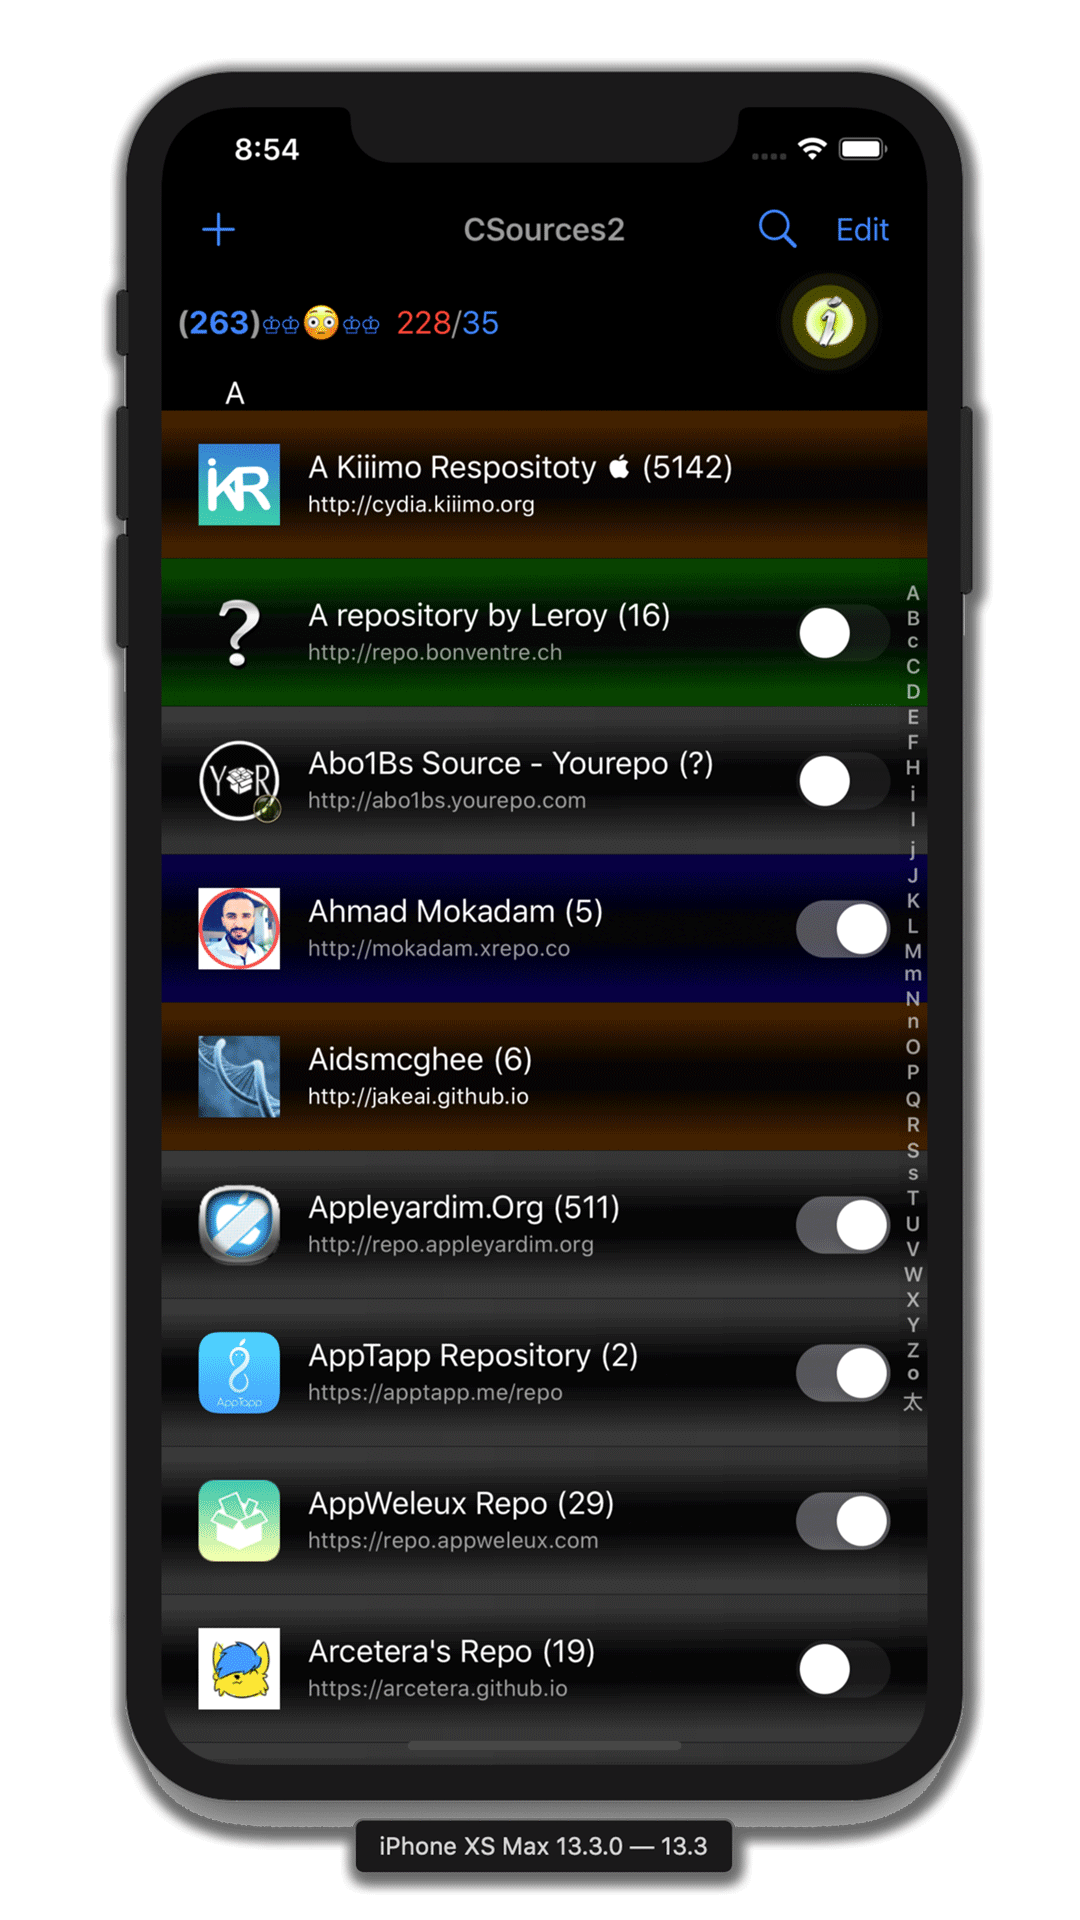 8:54
+ CSources2 Edit
(263)♔♔😳♔♔ 228/35
A
iKR
A Kiiimo Respositoty  (5142)
http://cydia.kiiimo.org
?
A repository by Leroy (16)
http://repo.bonventre.ch
YR
Abo1Bs Source - Yourepo (?)
http://abo1bs.yourepo.com
Ahmad Mokadam (5)
http://mokadam.xrepo.co
Aidsmcghee (6)
http://jakeai.github.io
Appleyardim.Org (511)
http://repo.appleyardim.org
AppTapp
AppTapp Repository (2)
https://apptapp.me/repo
AppWeleux Repo (29)
https://repo.appweleux.com
Arcetera's Repo (19)
https://arcetera.github.io
A
B
c
C
D
E
F
H
i
I
j
J
K
L
M
m
N
n
O
P
Q
R
S
s
T
U
V
W
X
Y
Z
o
太
iPhone XS Max 13.3.0 — 13.3